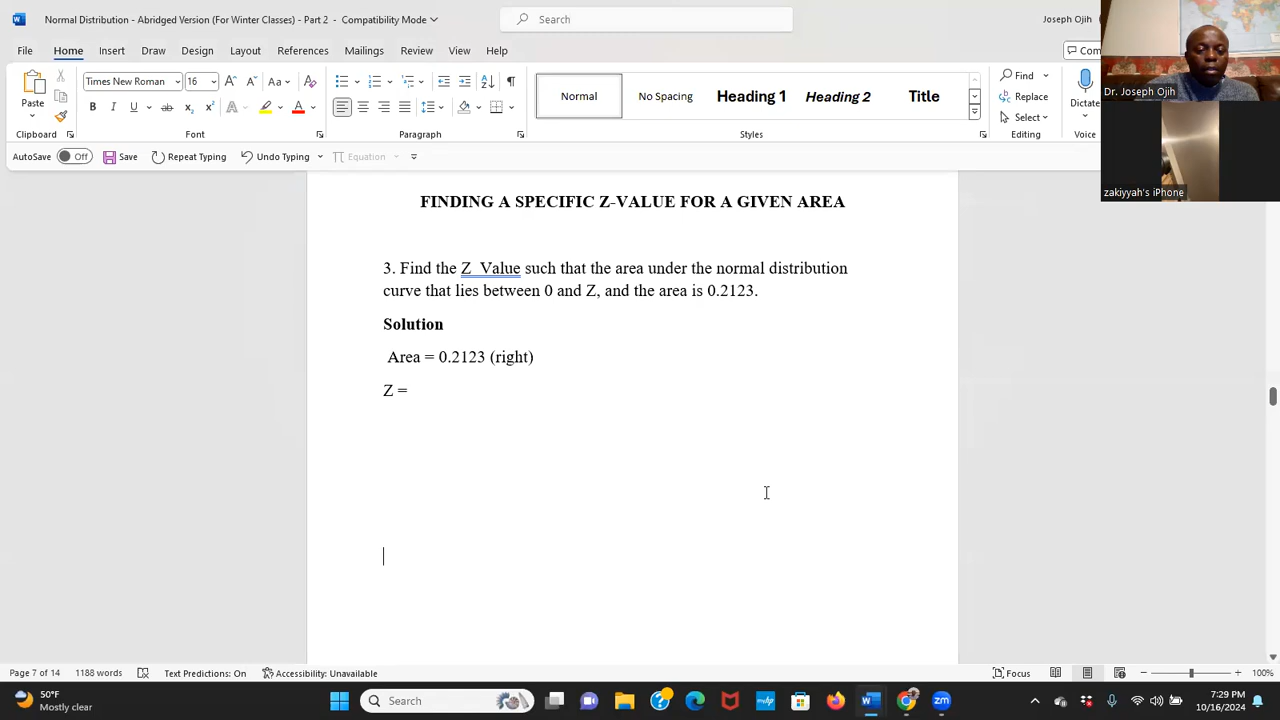 Normal Distribution - Abridged Version (For Winter Classes) - Part 2 - Compatibility Mode
Search
Joseph Ojih
File Home Insert Draw Design Layout References Mailings Review View Help
Com
Times New Roman 16 Aa
Paste
B I U ab x₂ x² A A
Normal No Spacing Heading 1 Heading 2 Title
Find
Replace
Select
Dictate
Clipboard Font Paragraph Styles Editing Voice
AutoSave Off Save Repeat Typing Undo Typing Equation
Dr. Joseph Ojih
zakiyyah's iPhone
FINDING A SPECIFIC Z-VALUE FOR A GIVEN AREA
3. Find the Z Value such that the area under the normal distribution
curve that lies between 0 and Z, and the area is 0.2123.
Solution
Area = 0.2123 (right)
Z =
Page 7 of 14 1188 words Text Predictions: On Accessibility: Unavailable Focus 100%
50°F
Mostly clear
Search
7:29 PM
10/16/2024